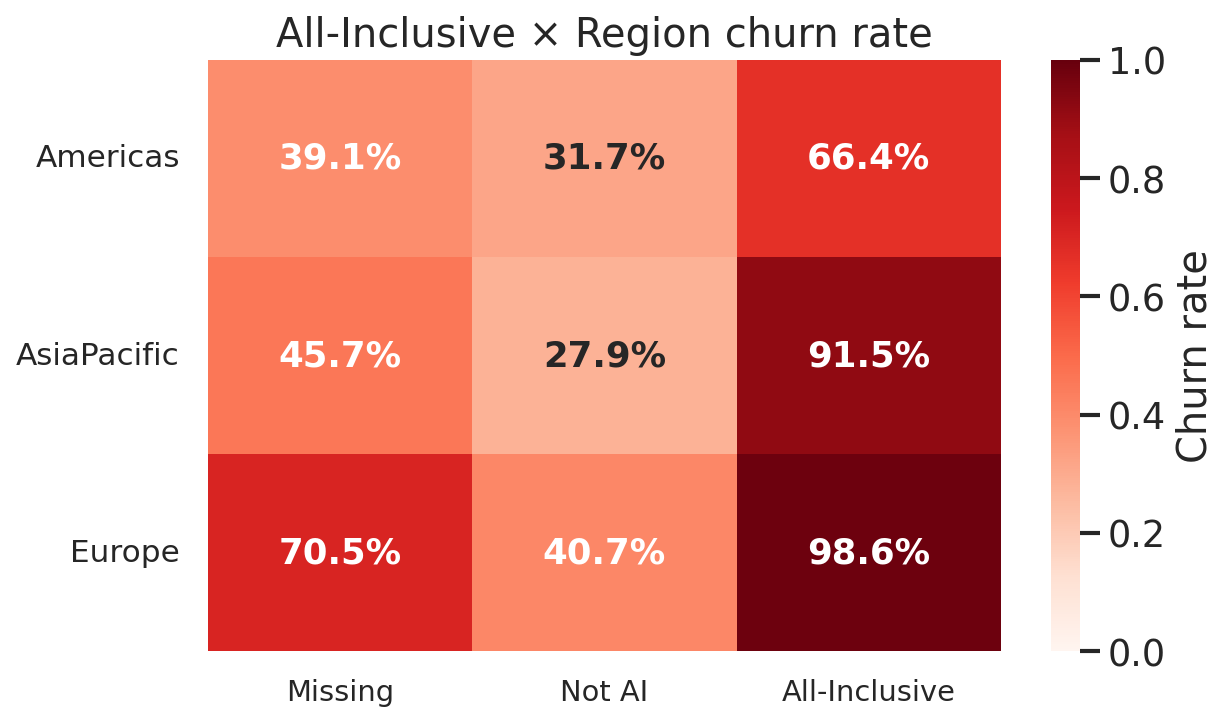 All-Inclusive × Region churn rate
Americas 39.1% 31.7% 66.4%
AsiaPacific 45.7% 27.9% 91.5%
Europe 70.5% 40.7% 98.6%
Missing Not AI All-Inclusive
1.0
0.8
0.6
0.4
0.2
0.0
Churn rate